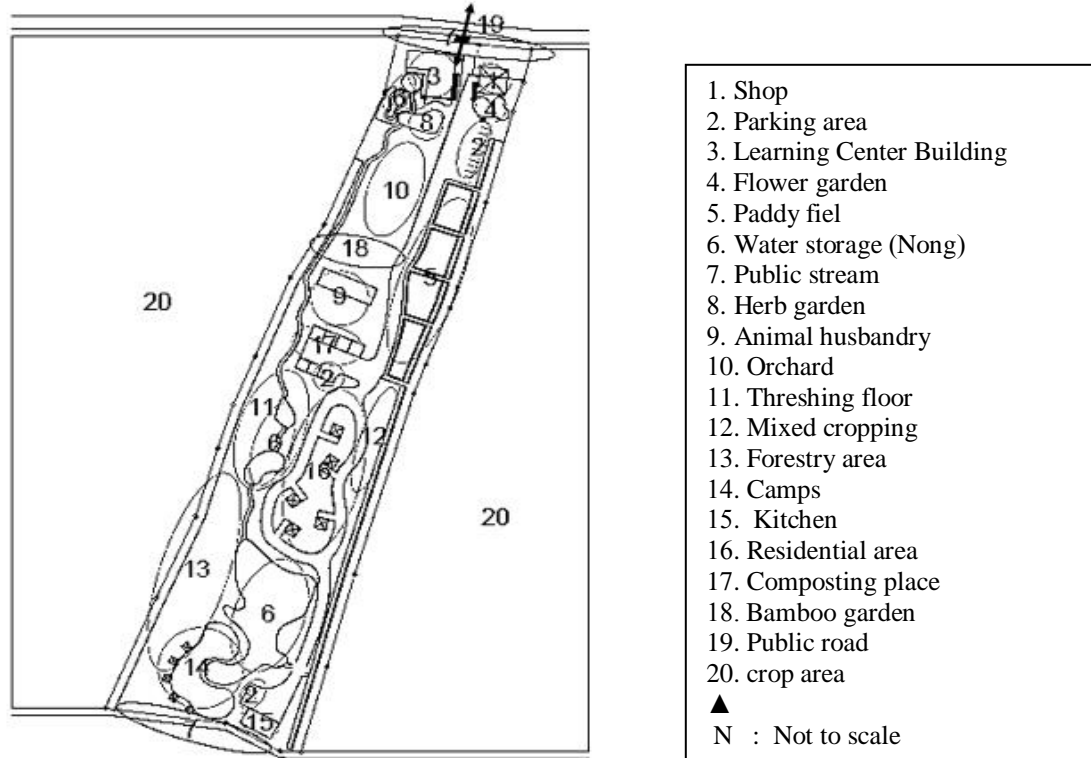 19
3
1
4
8
2
10
18
5
20
9
17
2
11
12
6
16
20
13
6
14
2
15
1. Shop
2. Parking area
3. Learning Center Building
4. Flower garden
5. Paddy fiel
6. Water storage (Nong)
7. Public stream
8. Herb garden
9. Animal husbandry
10. Orchard
11. Threshing floor
12. Mixed cropping
13. Forestry area
14. Camps
15. Kitchen
16. Residential area
17. Composting place
18. Bamboo garden
19. Public road
20. crop area
▲
N : Not to scale